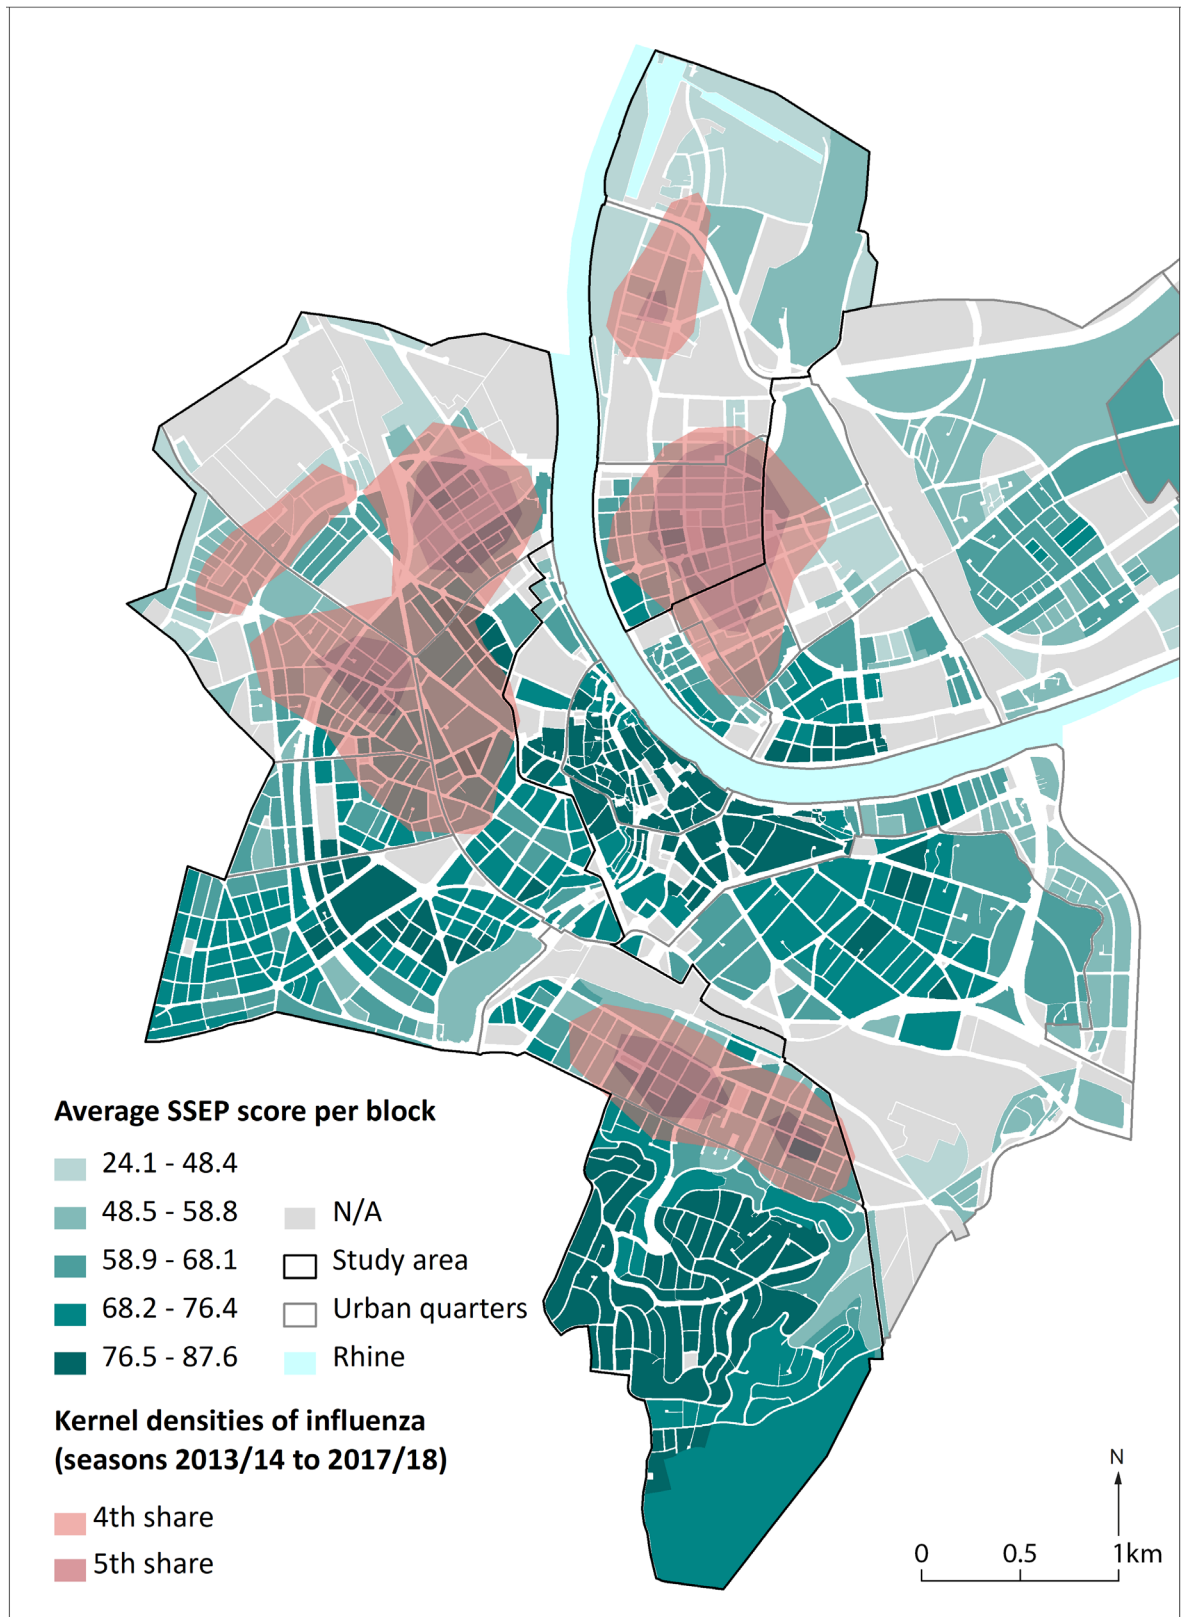 Average SSEP score per block
24.1 - 48.4
48.5 - 58.8
N/A
58.9 - 68.1
Study area
68.2 - 76.4
Urban quarters
76.5 - 87.6
Rhine
Kernel densities of influenza
(seasons 2013/14 to 2017/18)
4th share
5th share
N
0 0.5 1km